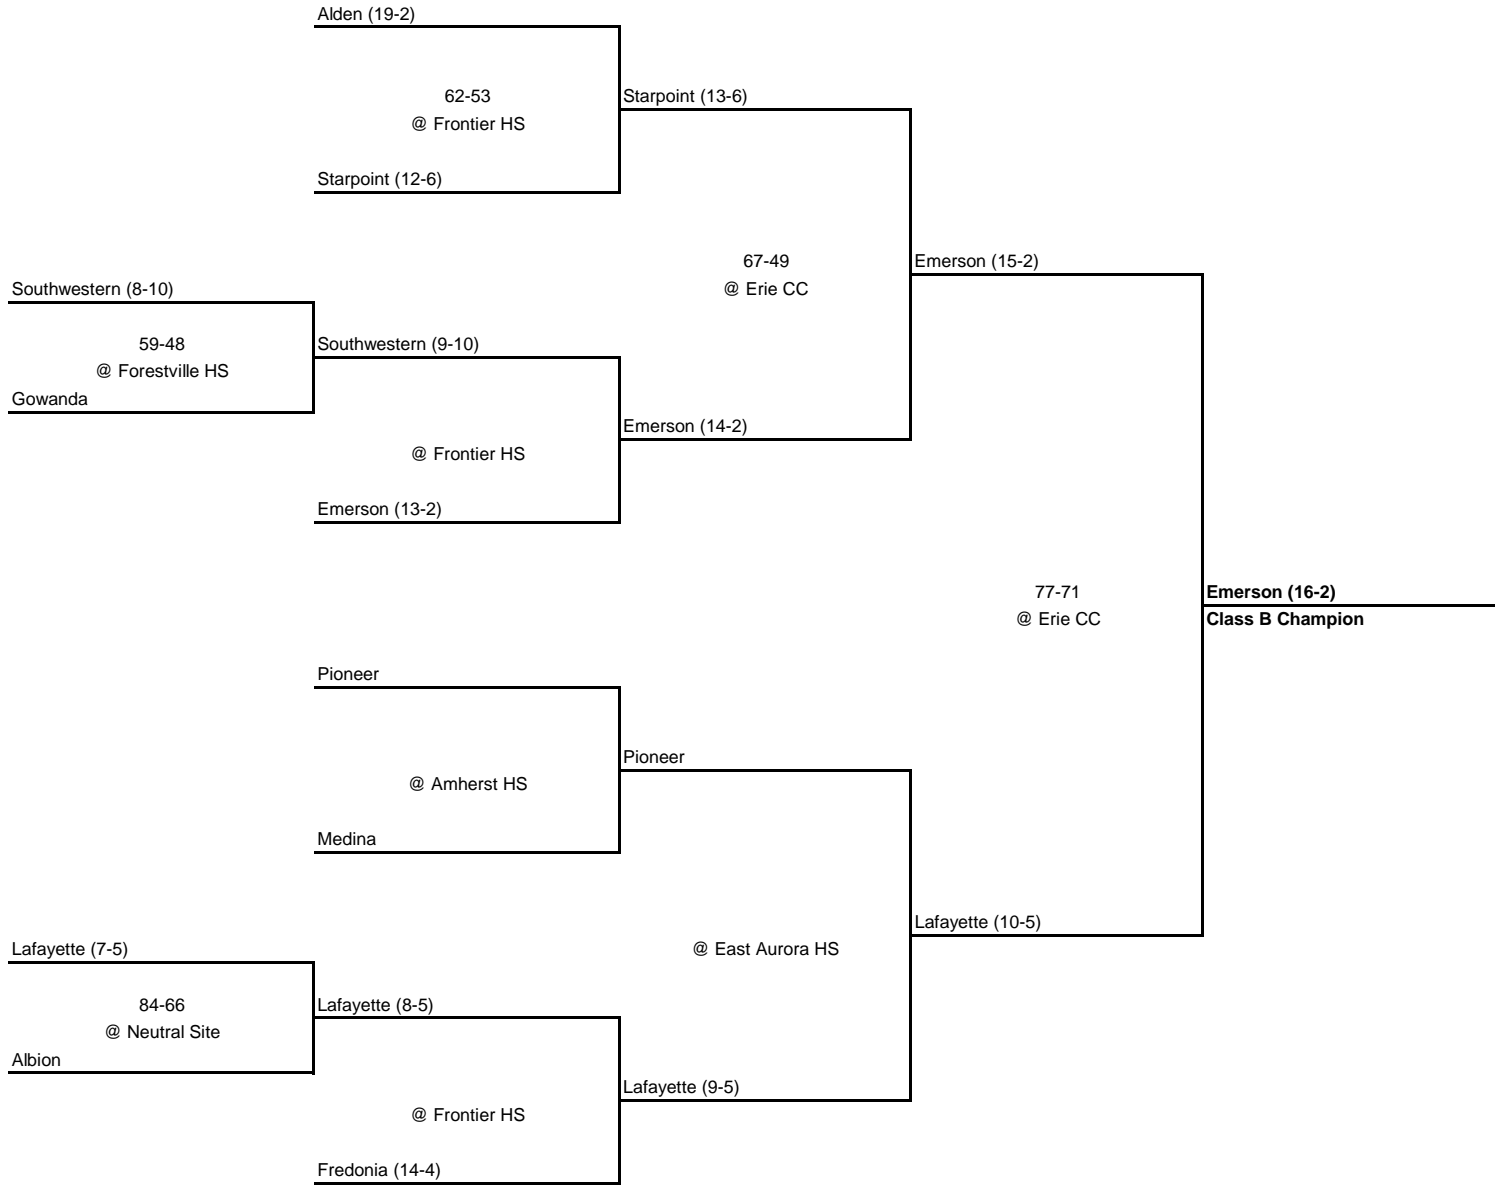 Alden (19-2)
62-53
@ Frontier HS
Starpoint (13-6)
Starpoint (12-6)
67-49
@ Erie CC
Emerson (15-2)
Southwestern (8-10)
59-48
@ Forestville HS
Southwestern (9-10)
Gowanda
@ Frontier HS
Emerson (14-2)
Emerson (13-2)
77-71
@ Erie CC
Emerson (16-2)
Class B Champion
Pioneer
@ Amherst HS
Pioneer
Medina
@ East Aurora HS
Lafayette (10-5)
Lafayette (7-5)
84-66
@ Neutral Site
Lafayette (8-5)
Albion
@ Frontier HS
Lafayette (9-5)
Fredonia (14-4)